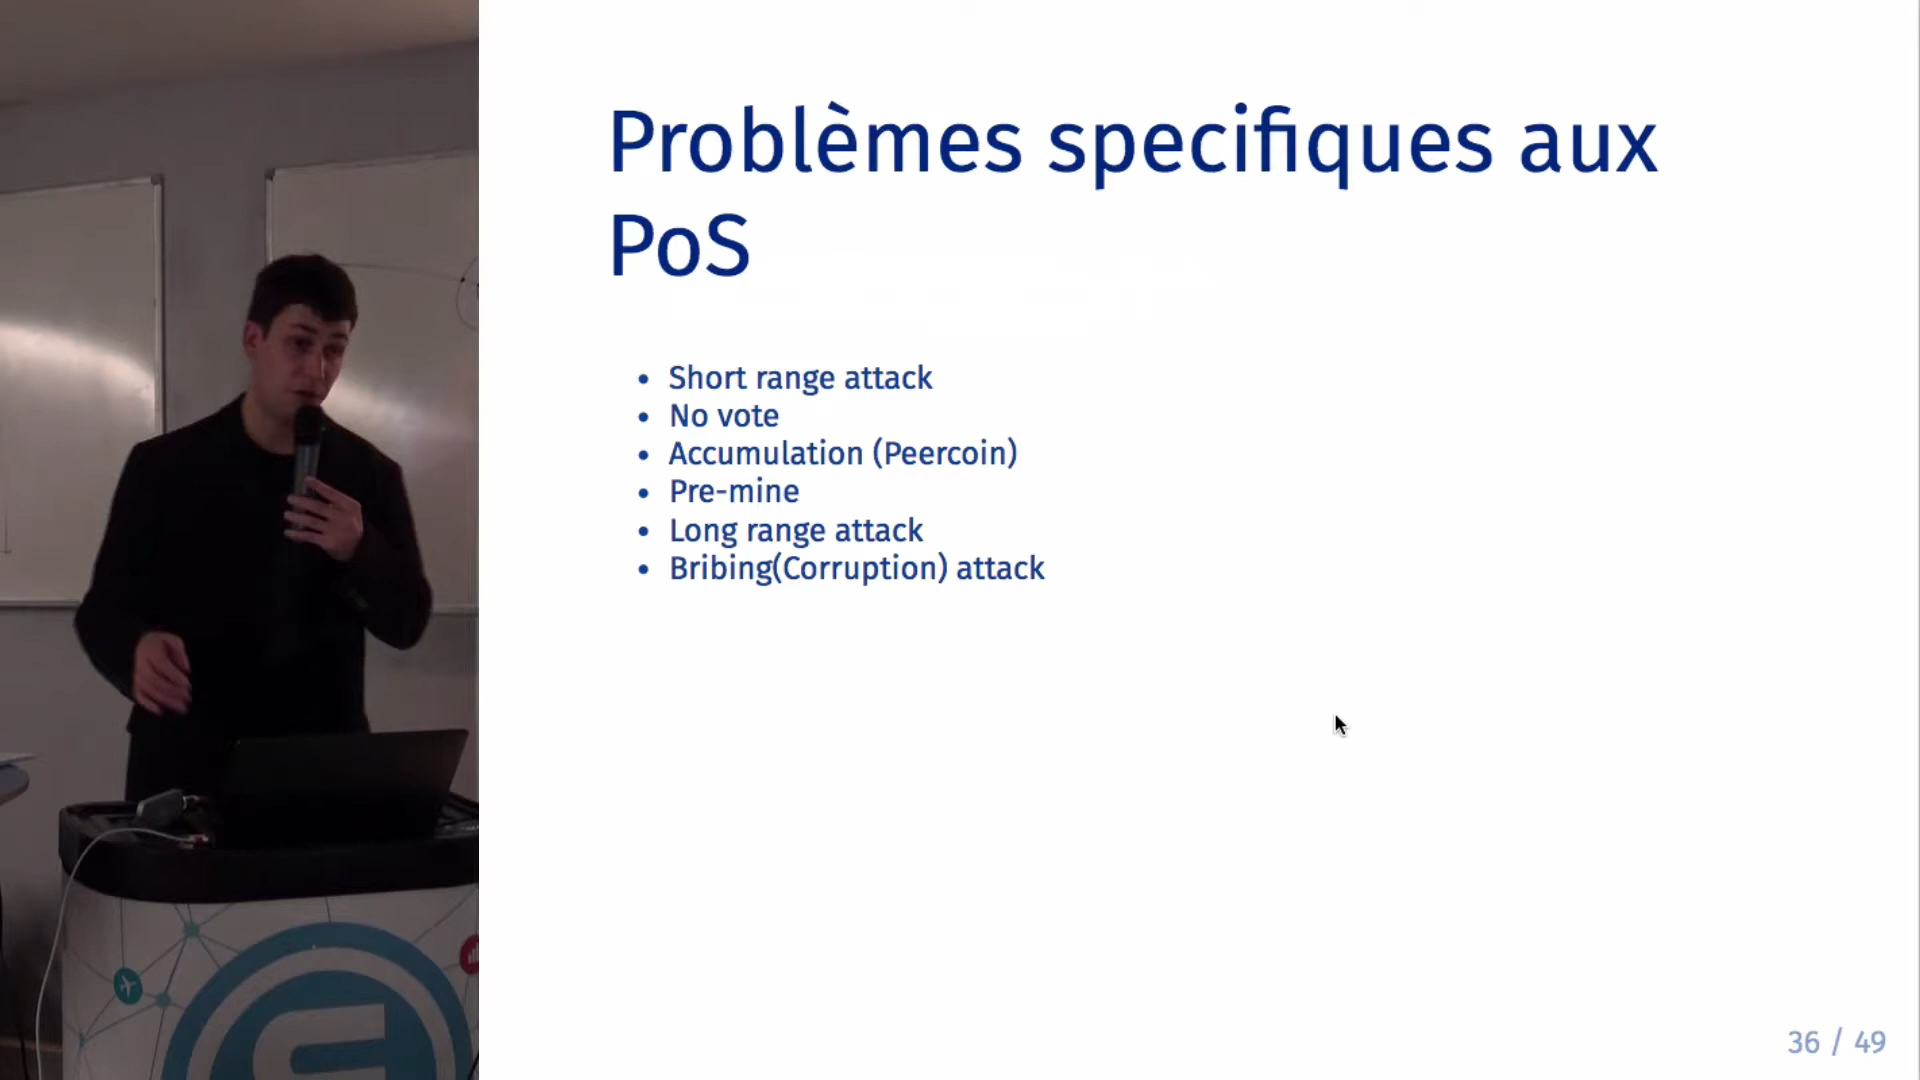 Problèmes specifiques aux
PoS
• Short range attack
• No vote
• Accumulation (Peercoin)
• Pre-mine
• Long range attack
• Bribing(Corruption) attack
36 / 49